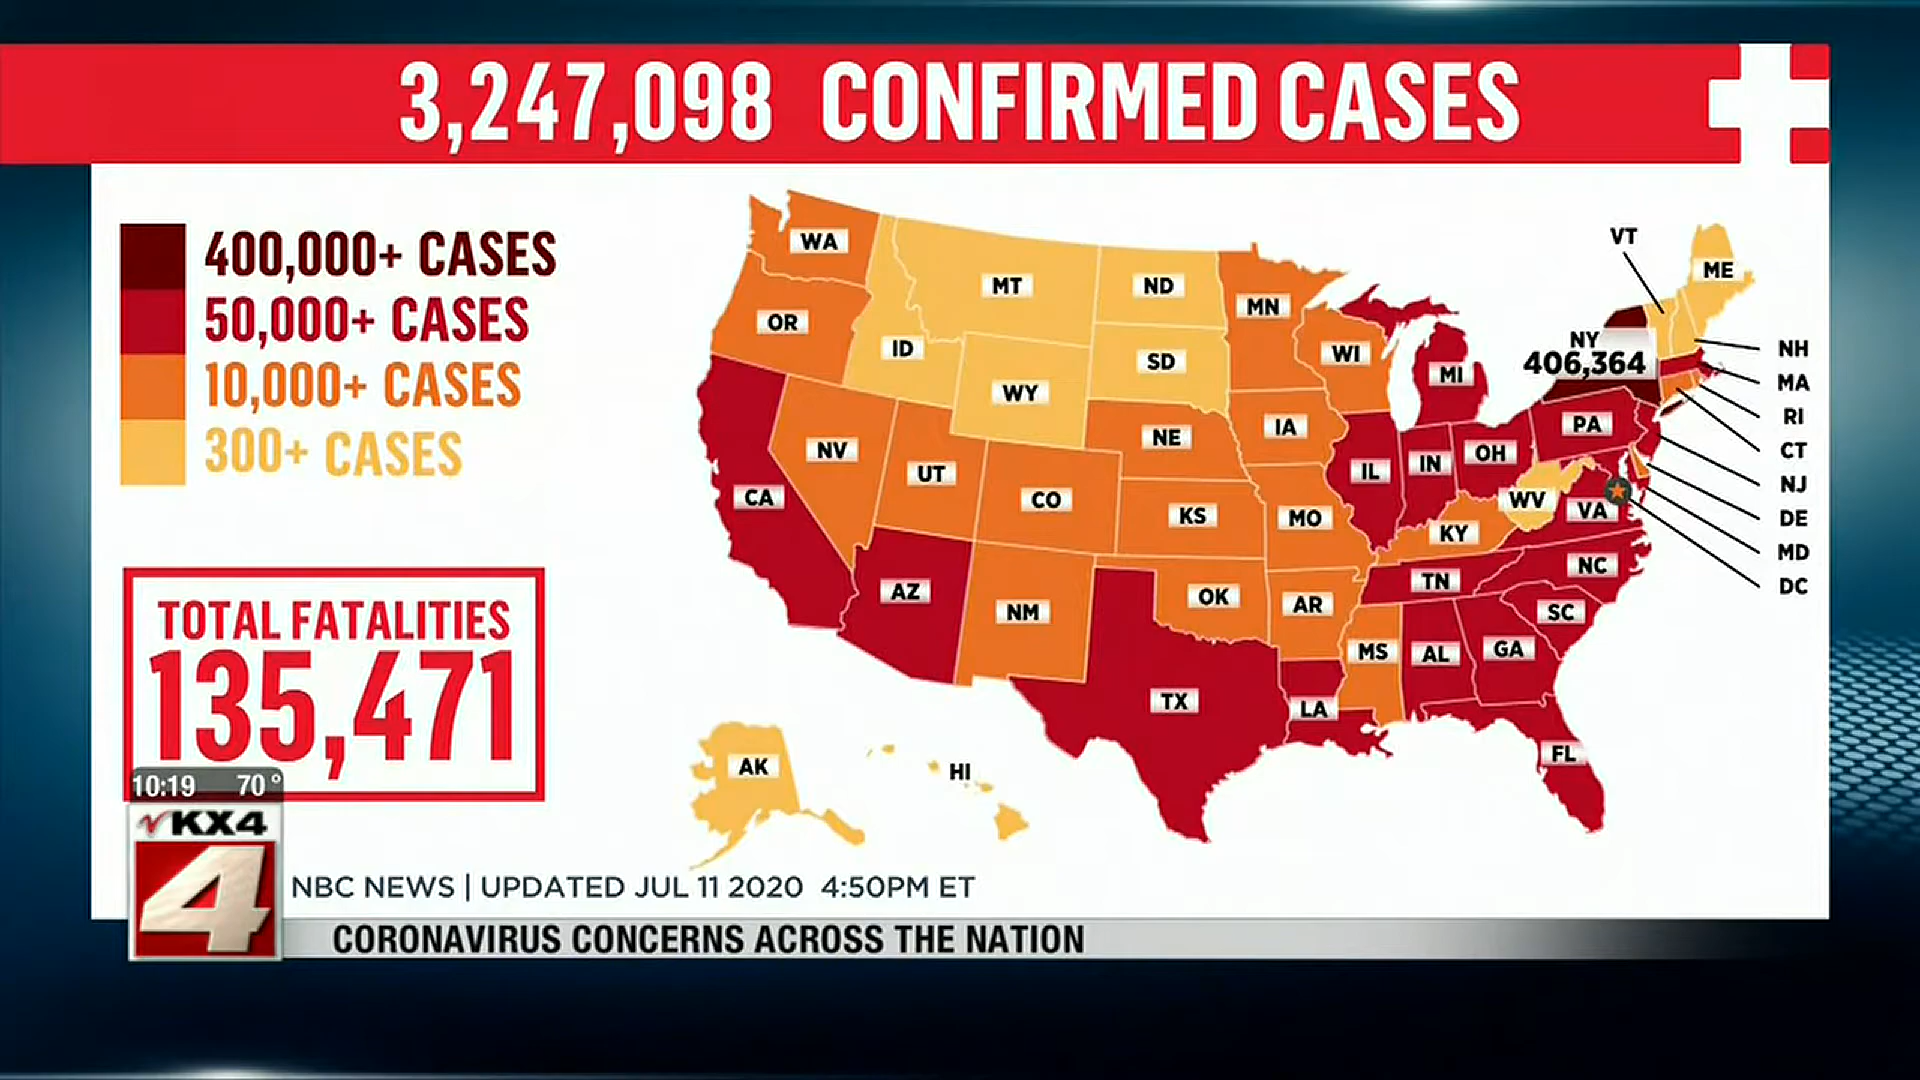 3,247,098 CONFIRMED CASES
400,000+ CASES
50,000+ CASES
10,000+ CASES
300+ CASES
TOTAL FATALITIES
135,471
10:19 70°
KX4
4
NBC NEWS | UPDATED JUL 11 2020 4:50PM ET
CORONAVIRUS CONCERNS ACROSS THE NATION
WA
OR
CA
NV
ID
MT
WY
UT
AZ
CO
NM
ND
SD
NE
KS
OK
TX
MN
IA
MO
AR
LA
WI
IL
MI
IN
OH
KY
TN
MS
AL
GA
FL
SC
NC
VA
WV
PA
NY
406,364
VT
ME
NH
MA
RI
CT
NJ
DE
MD
DC
AK
HI